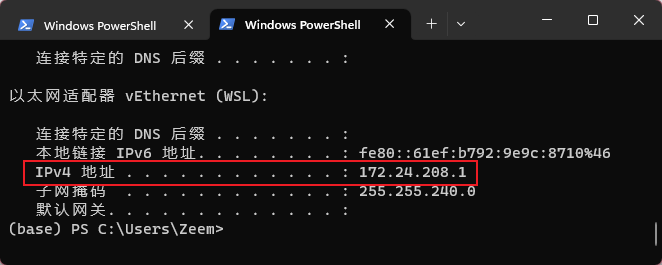 Windows PowerShell
Windows PowerShell
连接特定的 DNS 后缀 . . . . . . . :
以太网适配器 vEthernet (WSL):
连接特定的 DNS 后缀 . . . . . . . :
本地链接 IPv6 地址. . . . . . . . : fe80::61ef:b792:9e9c:8710%46
IPv4 地址 . . . . . . . . . . . . : 172.24.208.1
子网掩码  . . . . . . . . . . . . : 255.255.240.0
默认网关. . . . . . . . . . . . . :
(base) PS C:\Users\Zeem>